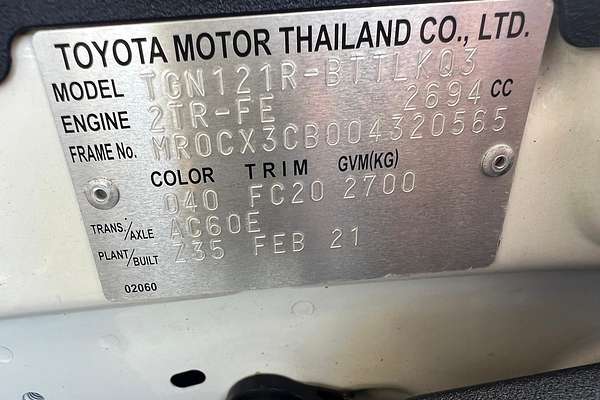 TOYOTA MOTOR THAILAND CO., LTD.
MODEL TGN121R-BTTLKQ3
ENGINE 2TR-FE 2694 CC
FRAME No. MR0CX3CB004320565
COLOR TRIM GVM(KG)
040 FC20 2700
TRANS./AXLE AC60E
PLANT/BUILT Z35 FEB 21
02060